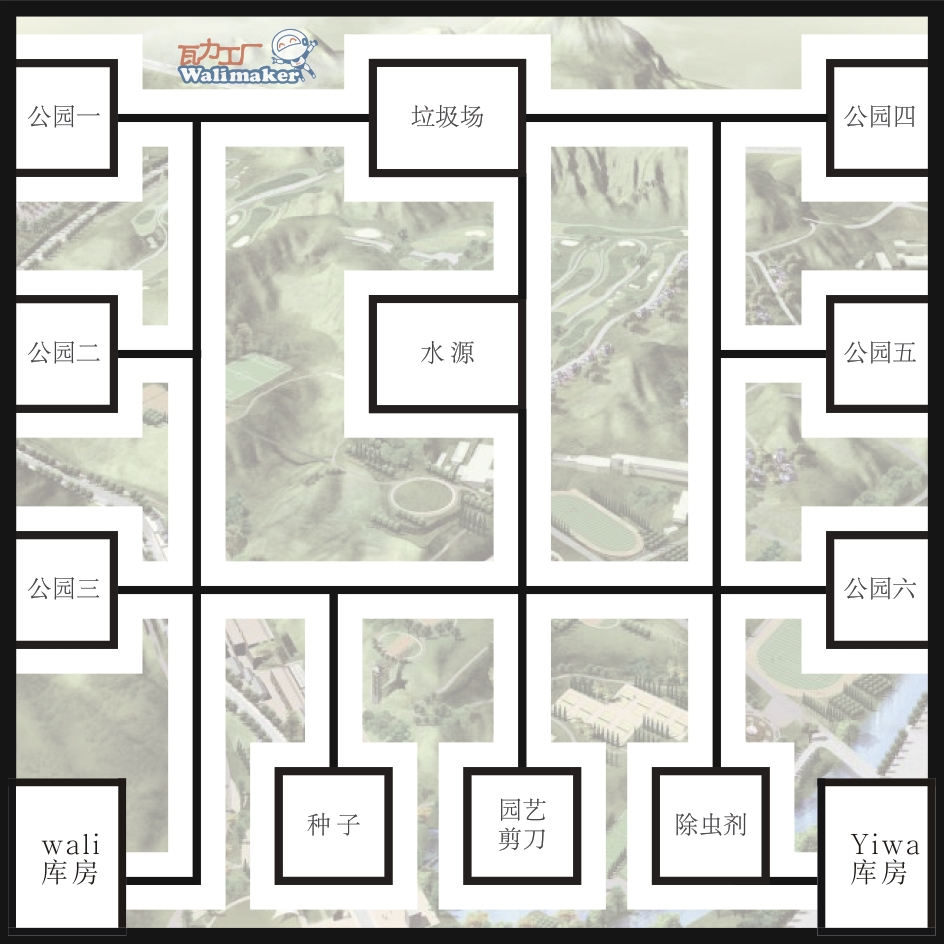 瓦力工厂
Walimaker
公园一
垃圾场
公园四
公园二
水源
公园五
公园三
公园六
种子
园艺
剪刀
除虫剂
wali
库房
Yiwa
库房